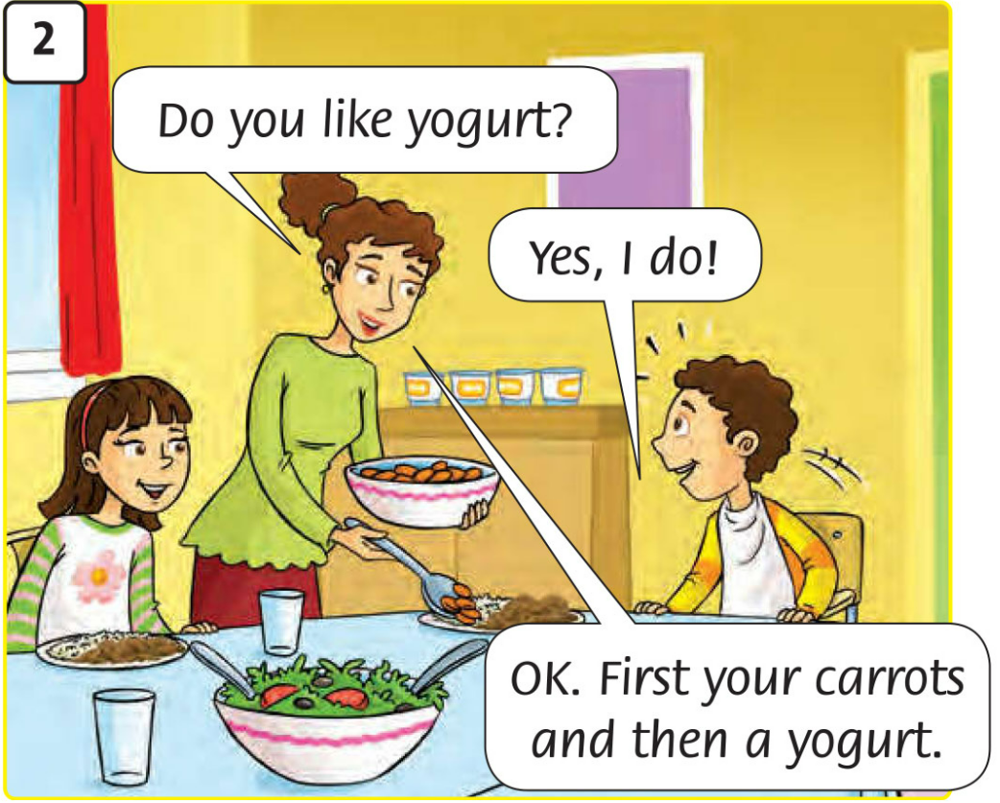 2
Do you like yogurt?
Yes, I do!
OK. First your carrots
and then a yogurt.